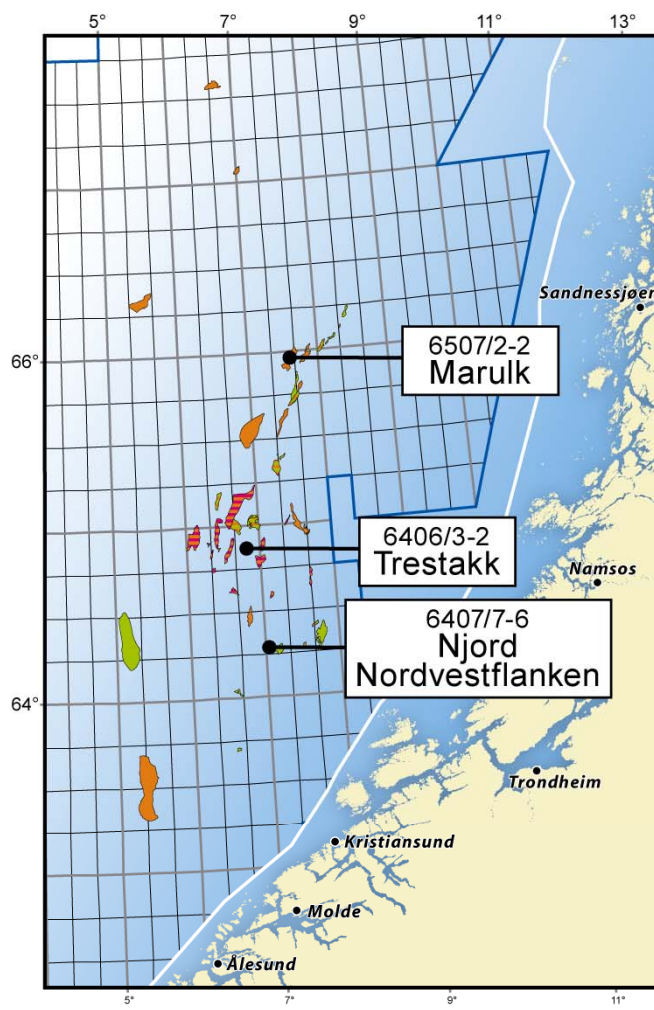 5° 7° 9° 11° 13°
Sandnessjøen
66°
6507/2-2
Marulk
6406/3-2
Trestakk
Namsos
6407/7-6
Njord
Nordvestflanken
64°
Trondheim
Kristiansund
Molde
Ålesund
5° 7° 9° 11°